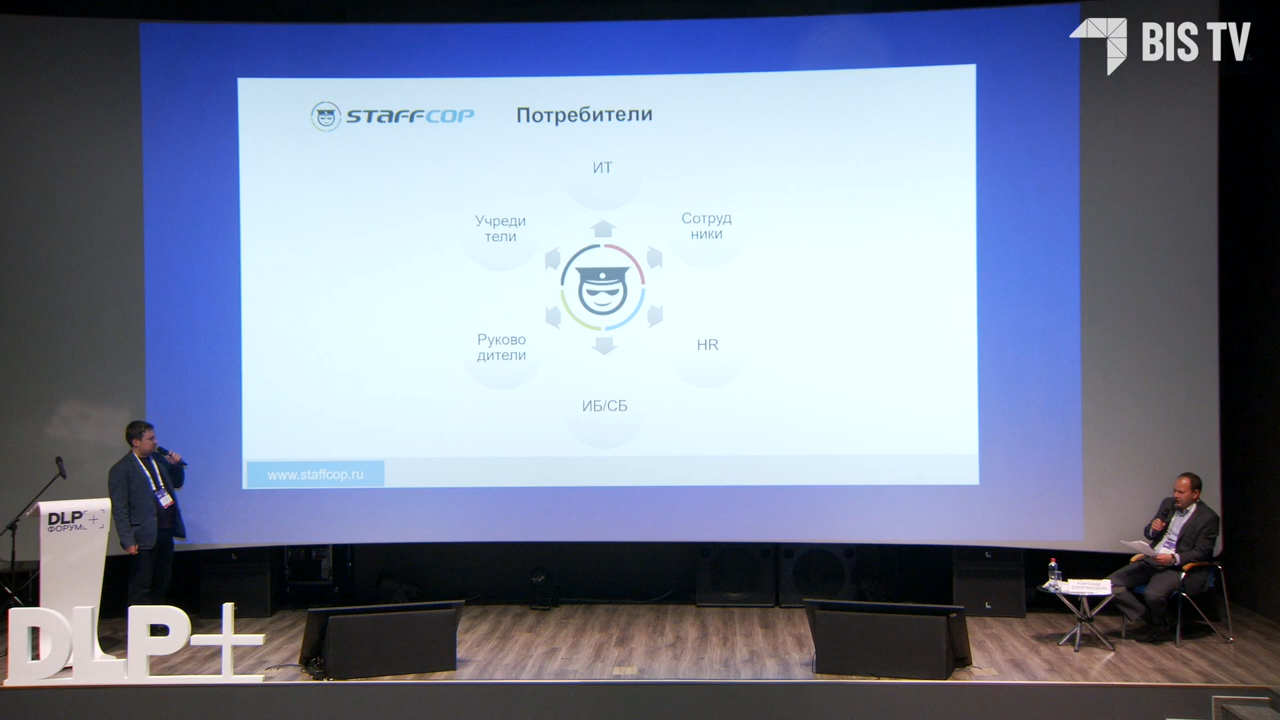 BIS TV
STAFFCOP
Потребители
ИТ
Учреди
тели
Сотруд
ники
Руково
дители
HR
ИБ/СБ
www.staffcop.ru
DLP+
ФОРУМ
DLP+